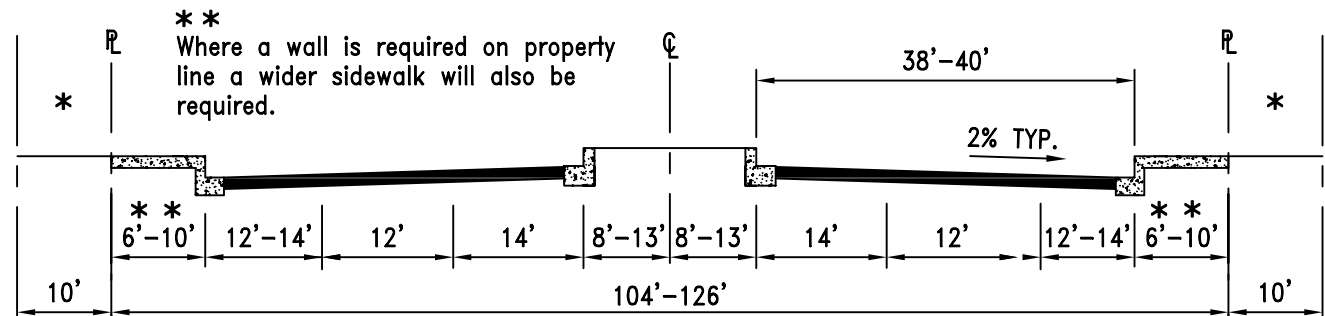 * *
Where a wall is required on property
line a wider sidewalk will also be
required.
PL
CL
PL
38'-40'
*
*
2% TYP.
* *
* *
6'-10' 12'-14' 12' 14' 8'-13' 8'-13' 14' 12' 12'-14' 6'-10'
10' 104'-126' 10'